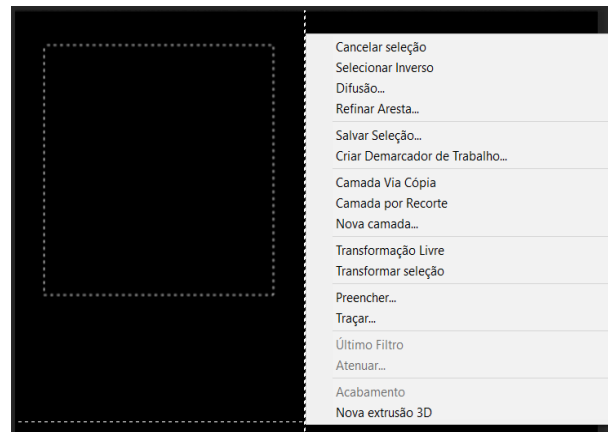 Cancelar seleção
Selecionar Inverso
Difusão...
Refinar Aresta...
Salvar Seleção...
Criar Demarcador de Trabalho...
Camada Via Cópia
Camada por Recorte
Nova camada...
Transformação Livre
Transformar seleção
Preencher...
Traçar...
Último Filtro
Atenuar...
Acabamento
Nova extrusão 3D